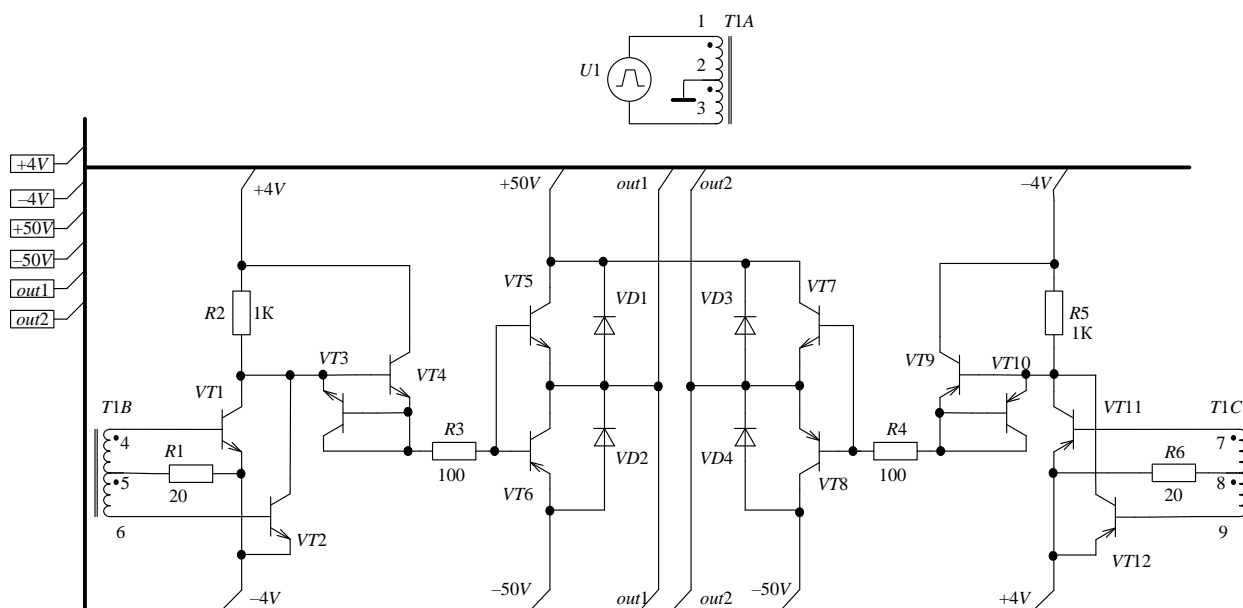 1 T1A
U1
2
3
+4V
–4V
+50V
–50V
out1
out2
+4V
+50V
out1
out2
–4V
R2
1K
VT3
VT4
VT5
VD1
VD3
VT7
VT9
VT10
R5
1K
T1B
VT1
4
R1
5
20
6
VT2
R3
100
VT6
VD2
VD4
VT8
R4
100
VT11
T1C
7
R6
8
20
9
VT12
–4V
–50V
out1
out2
–50V
+4V